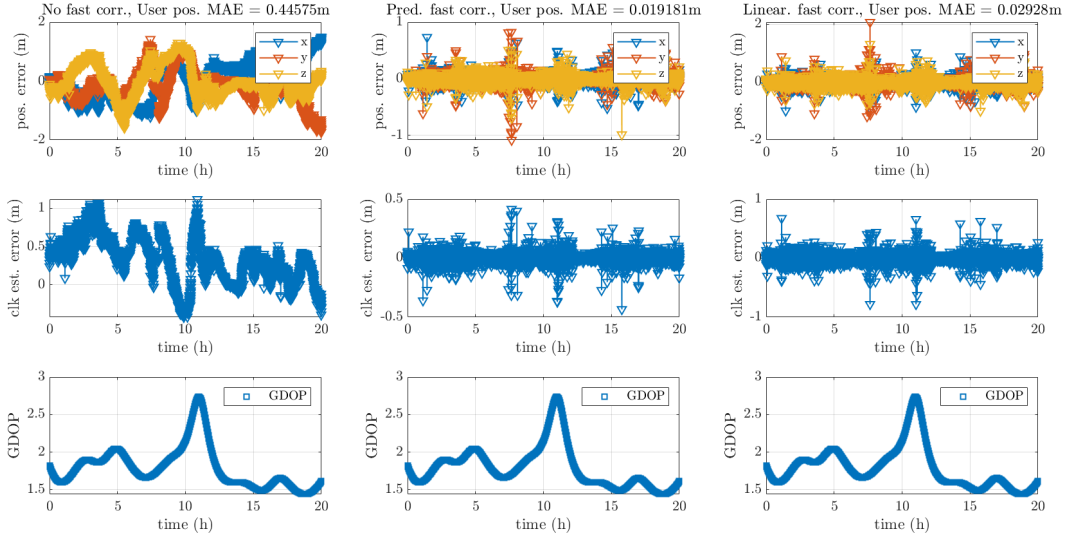 No fast corr., User pos. MAE = 0.44575m
2
0
-2
pos. error (m)
x
y
z
0 5 10 15 20
time (h)
Pred. fast corr., User pos. MAE = 0.019181m
1
0
-1
pos. error (m)
x
y
z
0 5 10 15 20
time (h)
Linear. fast corr., User pos. MAE = 0.02928m
2
0
-2
pos. error (m)
x
y
z
0 5 10 15 20
time (h)
1
0.5
0
clk est. error (m)
0 5 10 15 20
time (h)
0.5
0.0
-0.5
clk est. error (m)
0 5 10 15 20
time (h)
1
0
-1
clk est. error (m)
0 5 10 15 20
time (h)
3
2.5
2
1.5
GDOP
GDOP
0 5 10 15 20
time (h)
3
2.5
2
1.5
GDOP
GDOP
0 5 10 15 20
time (h)
3
2.5
2
1.5
GDOP
GDOP
0 5 10 15 20
time (h)